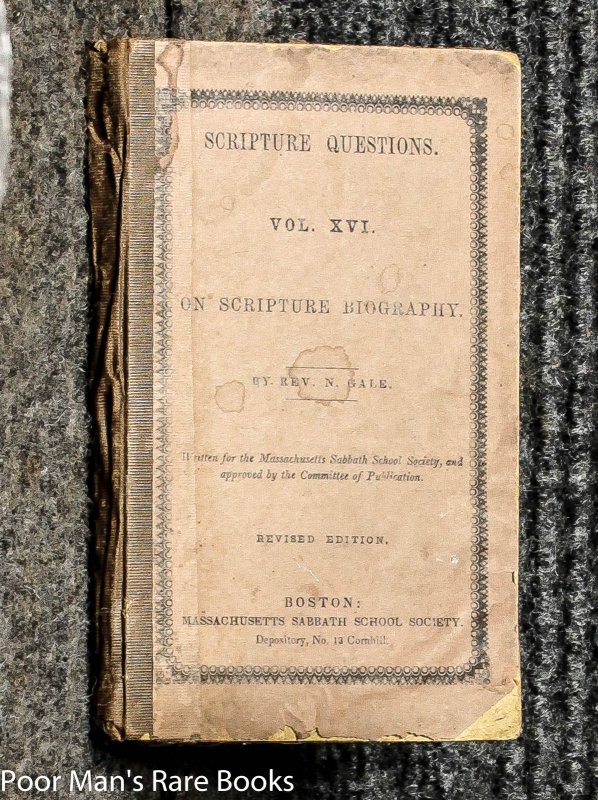 SCRIPTURE QUESTIONS.
VOL. XVI.
ON SCRIPTURE BIOGRAPHY.
BY REV. N. GALE.
Written for the Massachusetts Sabbath School Society, and
approved by the Committee of Publication.
REVISED EDITION.
BOSTON:
MASSACHUSETTS SABBATH SCHOOL SOCIETY.
Depository, No. 13 Cornhill.
Poor Man's Rare Books